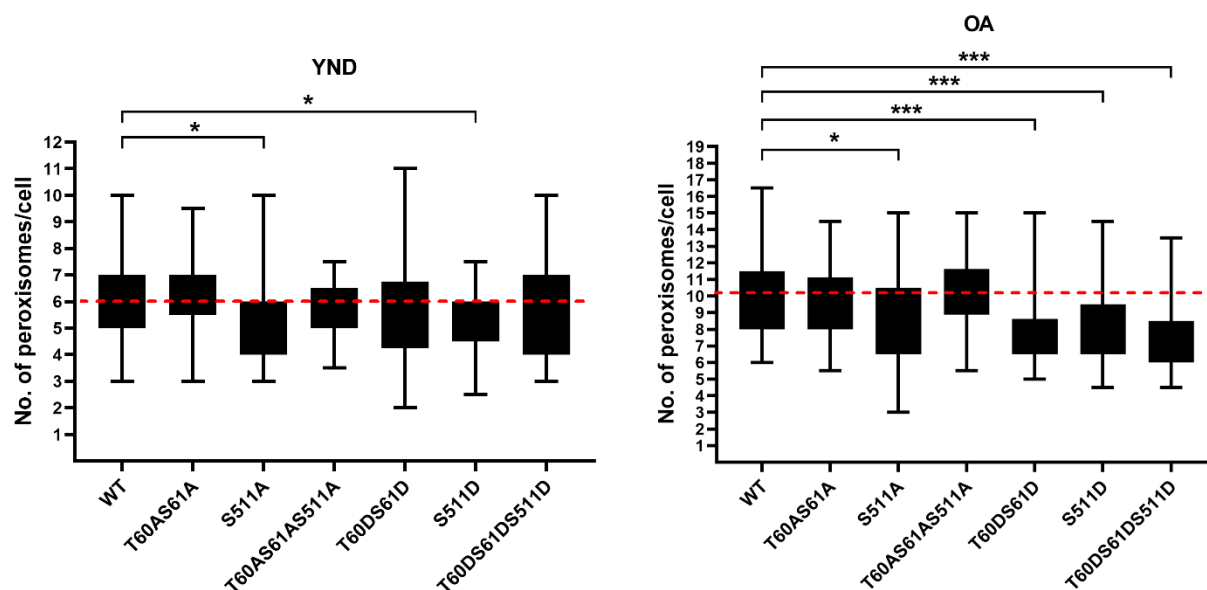 YND
*
*
No. of peroxisomes/cell
12
11
10
9
8
7
6
5
4
3
2
1
WT
T60AS61A
S511A
T60AS61AS511A
T60DS61D
S511D
T60DS61DS511D
OA
***
***
***
*
No. of peroxisomes/cell
19
18
17
16
15
14
13
12
11
10
9
8
7
6
5
4
3
2
1
WT
T60AS61A
S511A
T60AS61AS511A
T60DS61D
S511D
T60DS61DS511D